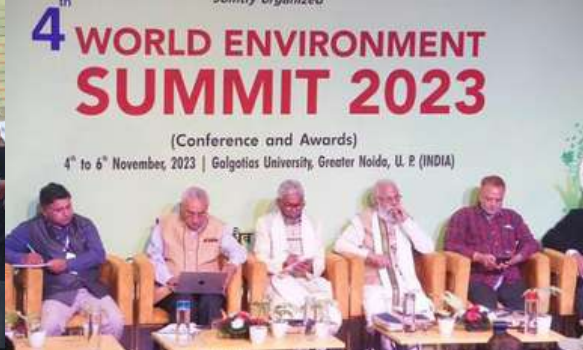 Jointly Organized
4th WORLD ENVIRONMENT
SUMMIT 2023
(Conference and Awards)
4th to 6th November, 2023 | Galgotias University, Greater Noida, U. P. (INDIA)